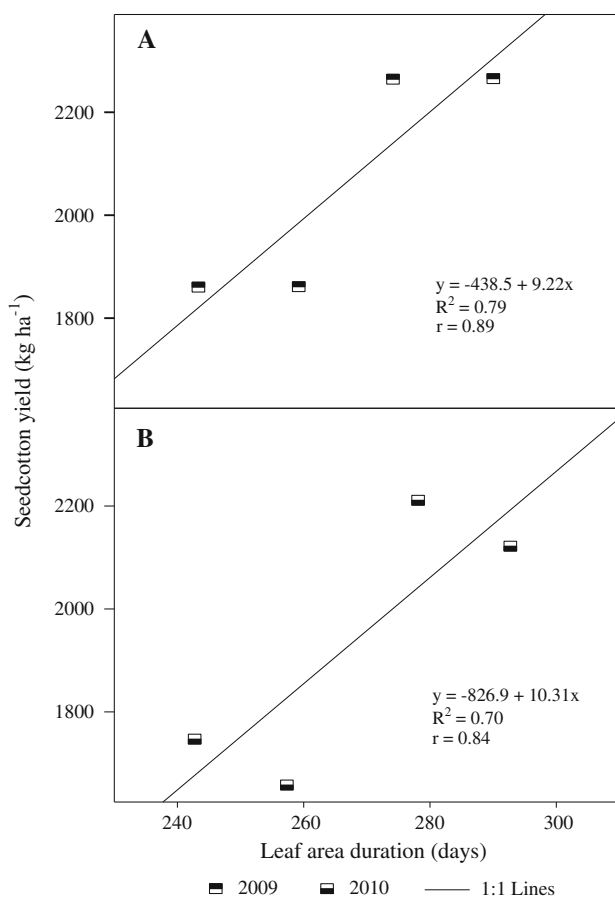 A
2200
2000
1800
y = -438.5 + 9.22x
R² = 0.79
r = 0.89
Seedcotton yield (kg ha⁻¹)
B
2200
2000
1800
y = -826.9 + 10.31x
R² = 0.70
r = 0.84
240 260 280 300
Leaf area duration (days)
2009 2010 1:1 Lines